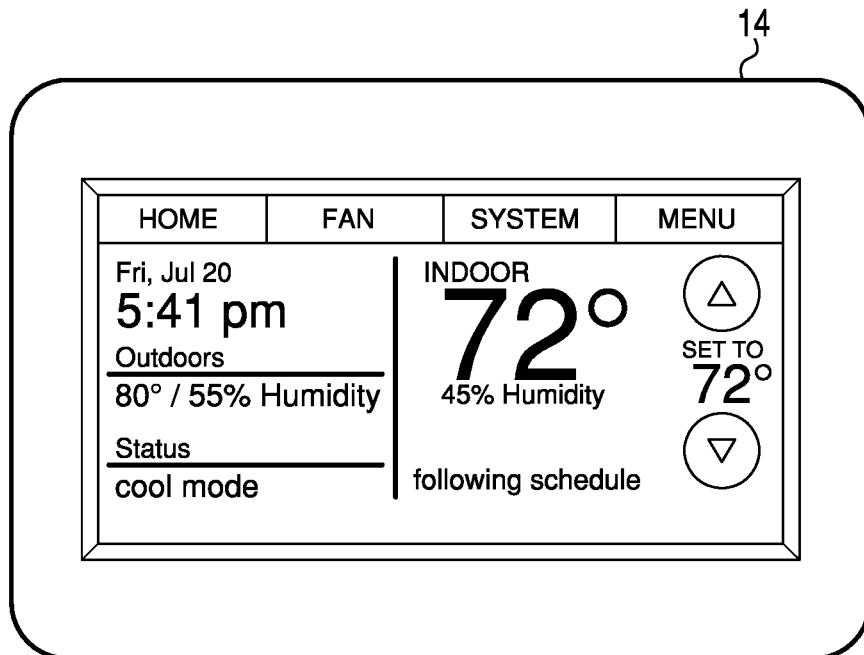 14
HOME FAN SYSTEM MENU
Fri, Jul 20
5:41 pm
Outdoors
80° / 55% Humidity
Status
cool mode
INDOOR
72°
45% Humidity
following schedule
SET TO
72°